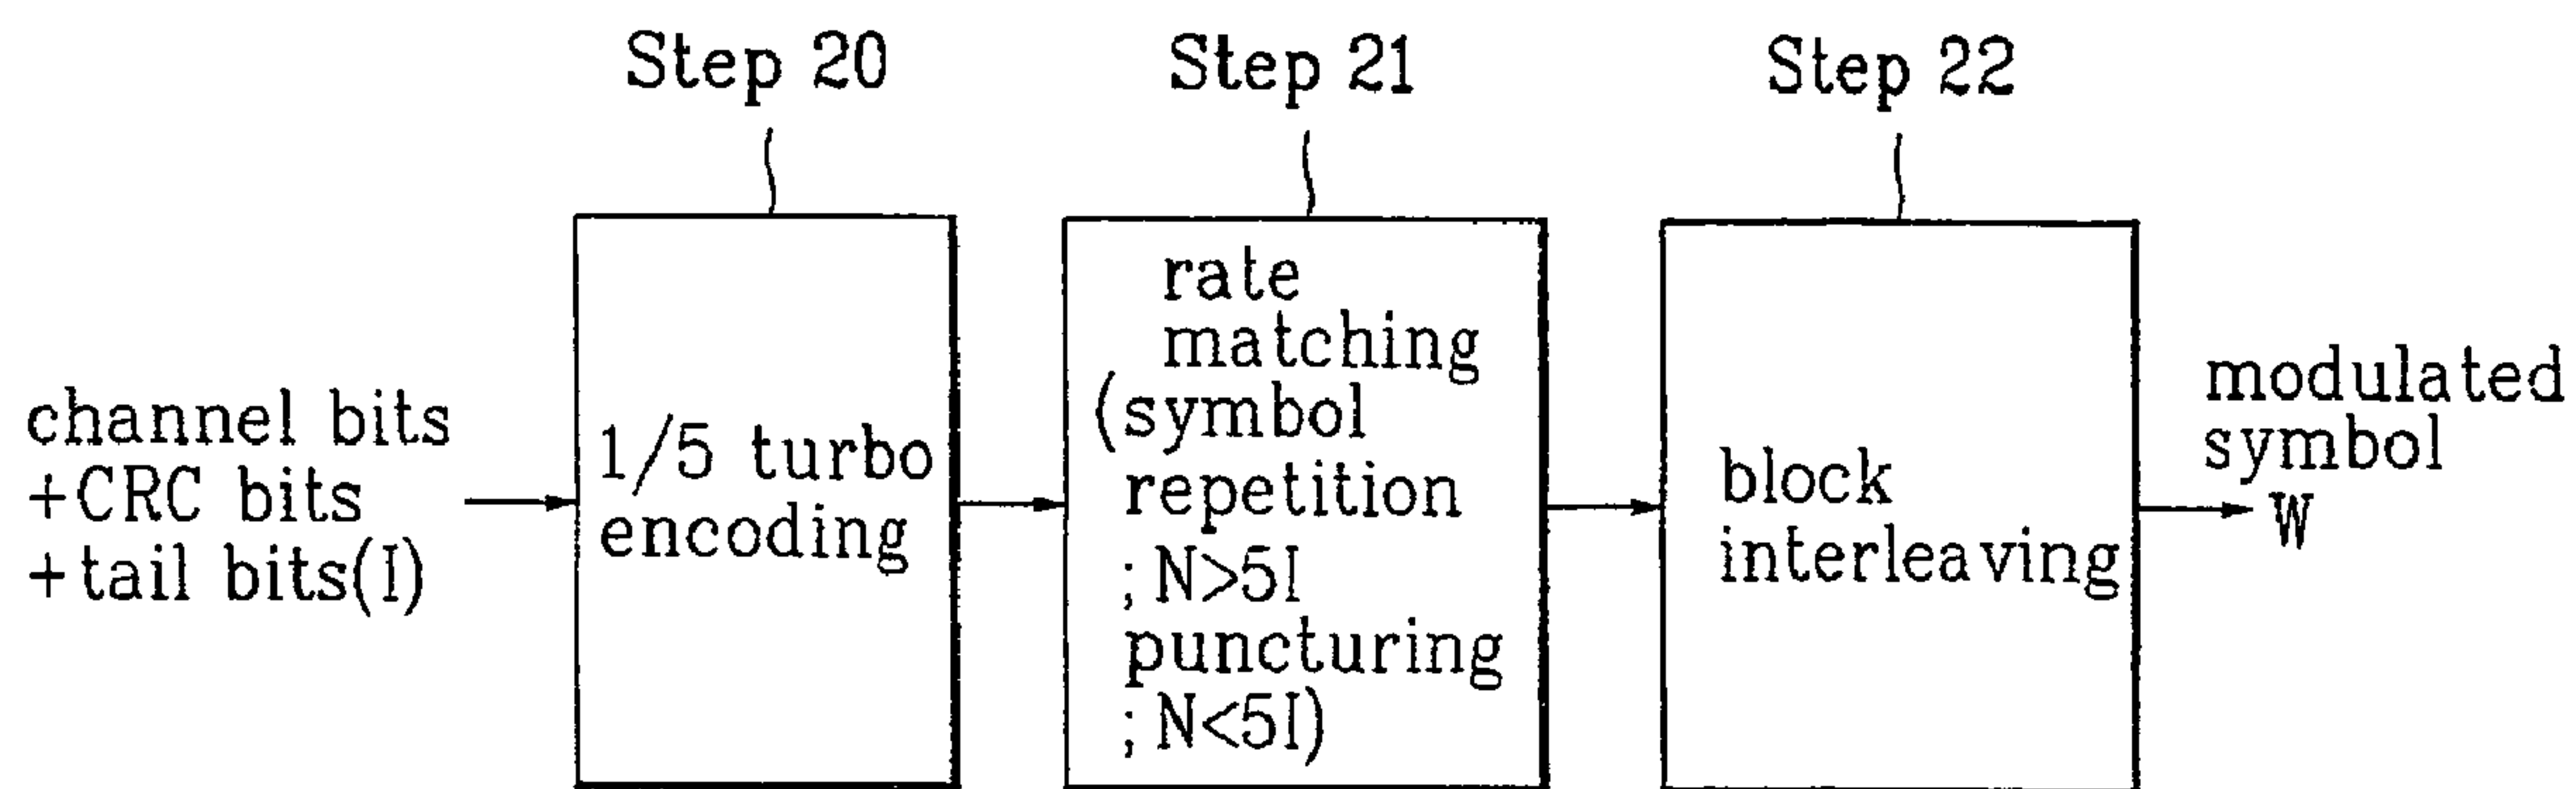 Step 20
Step 21
Step 22
channel bits
+CRC bits
+tail bits(I)
1/5 turbo
encoding
rate
matching
(symbol
repetition
; N>5I
puncturing
; N<5I)
block
interleaving
modulated
symbol
W